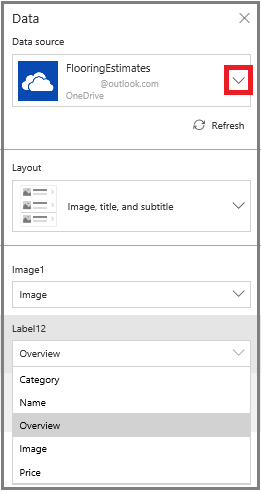 Data
Data source
FlooringEstimates
@outlook.com
OneDrive
Refresh
Layout
Image, title, and subtitle
Image1
Image
Label12
Overview
Category
Name
Overview
Image
Price